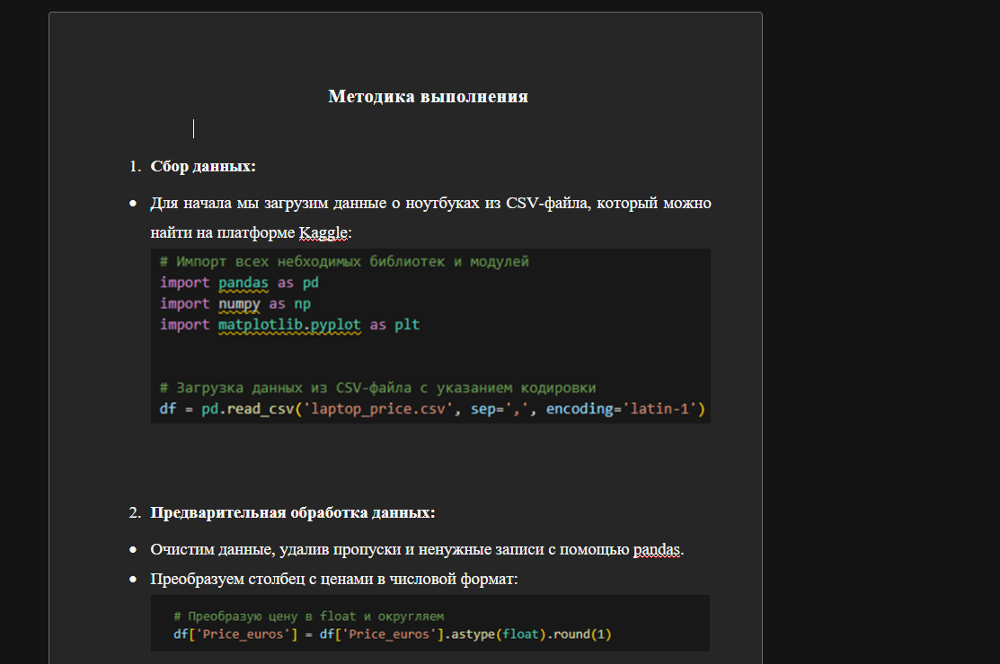 Методика выполнения
1. Сбор данных:
• Для начала мы загрузим данные о ноутбуках из CSV-файла, который можно
найти на платформе Kaggle:
# Импорт всех небходимых библиотек и модулей
import pandas as pd
import numpy as np
import matplotlib.pyplot as plt
# Загрузка данных из CSV-файла с указанием кодировки
df = pd.read_csv('laptop_price.csv', sep=',', encoding='latin-1')
2. Предварительная обработка данных:
• Очистим данные, удалив пропуски и ненужные записи с помощью pandas.
• Преобразуем столбец с ценами в числовой формат:
# Преобразую цену в float и округляем
df['Price_euros'] = df['Price_euros'].astype(float).round(1)